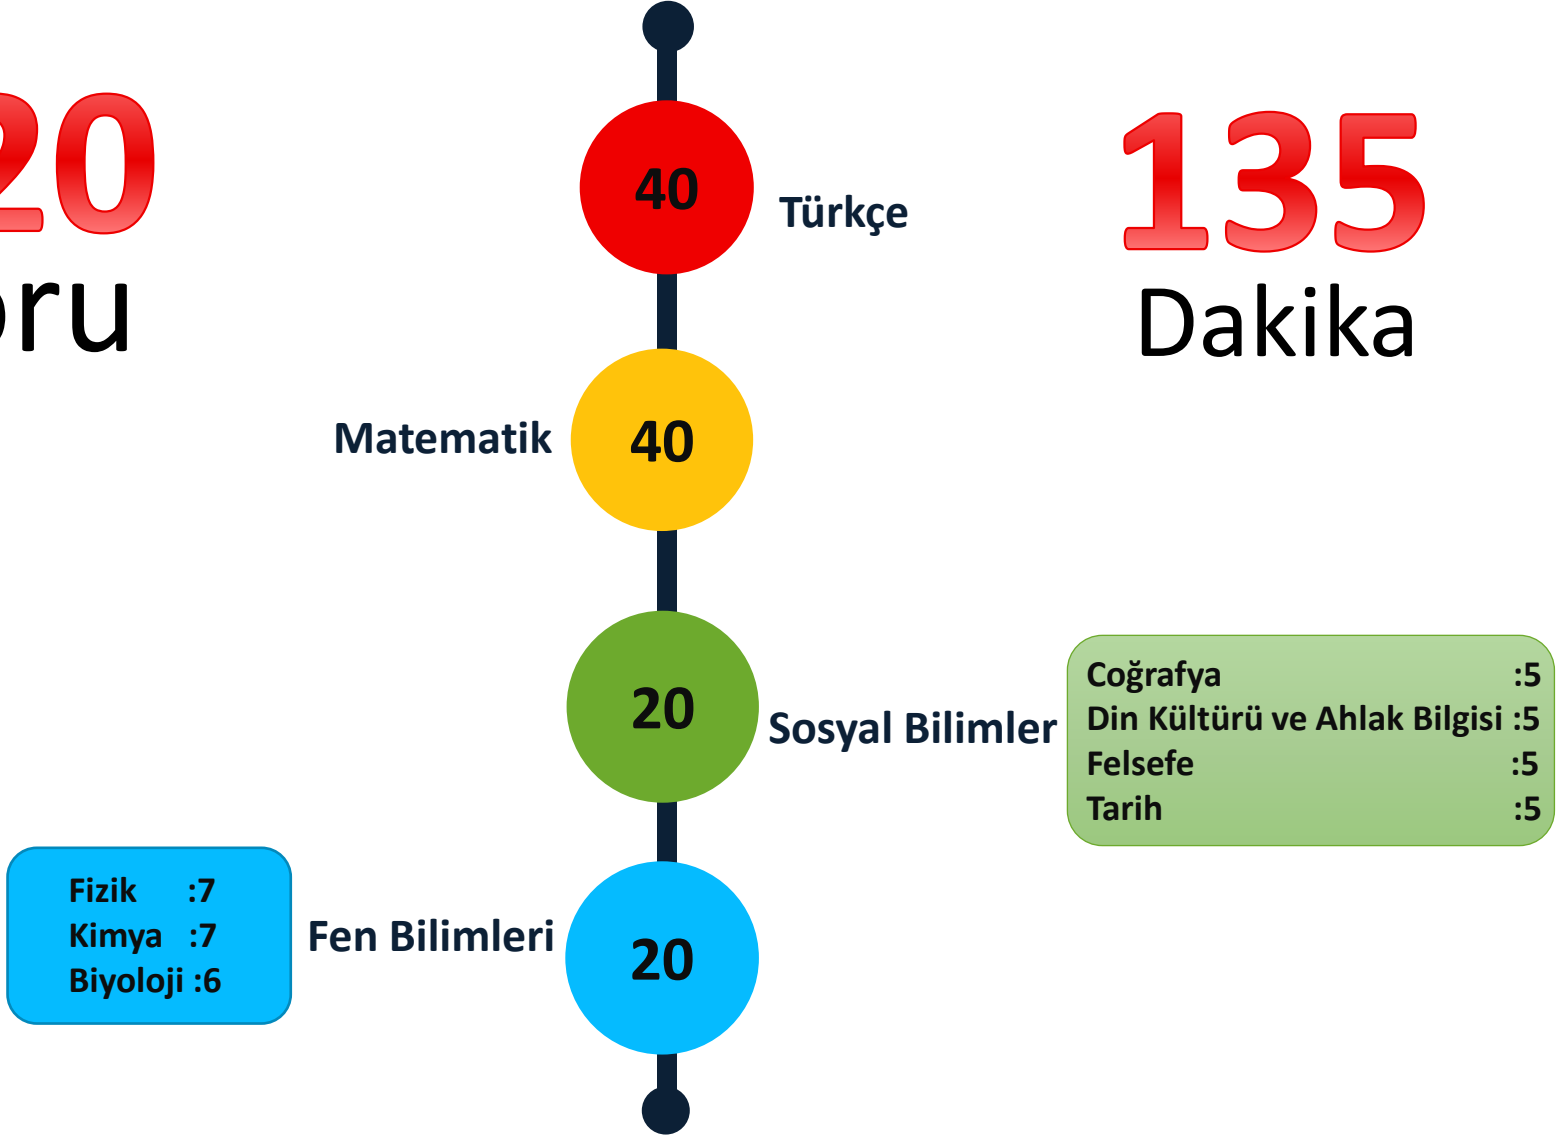 20
oru
135
Dakika
40
Türkçe
Matematik
40
20
Sosyal Bilimler
Coğrafya :5
Din Kültürü ve Ahlak Bilgisi :5
Felsefe :5
Tarih :5
Fizik :7
Kimya :7
Biyoloji :6
Fen Bilimleri
20